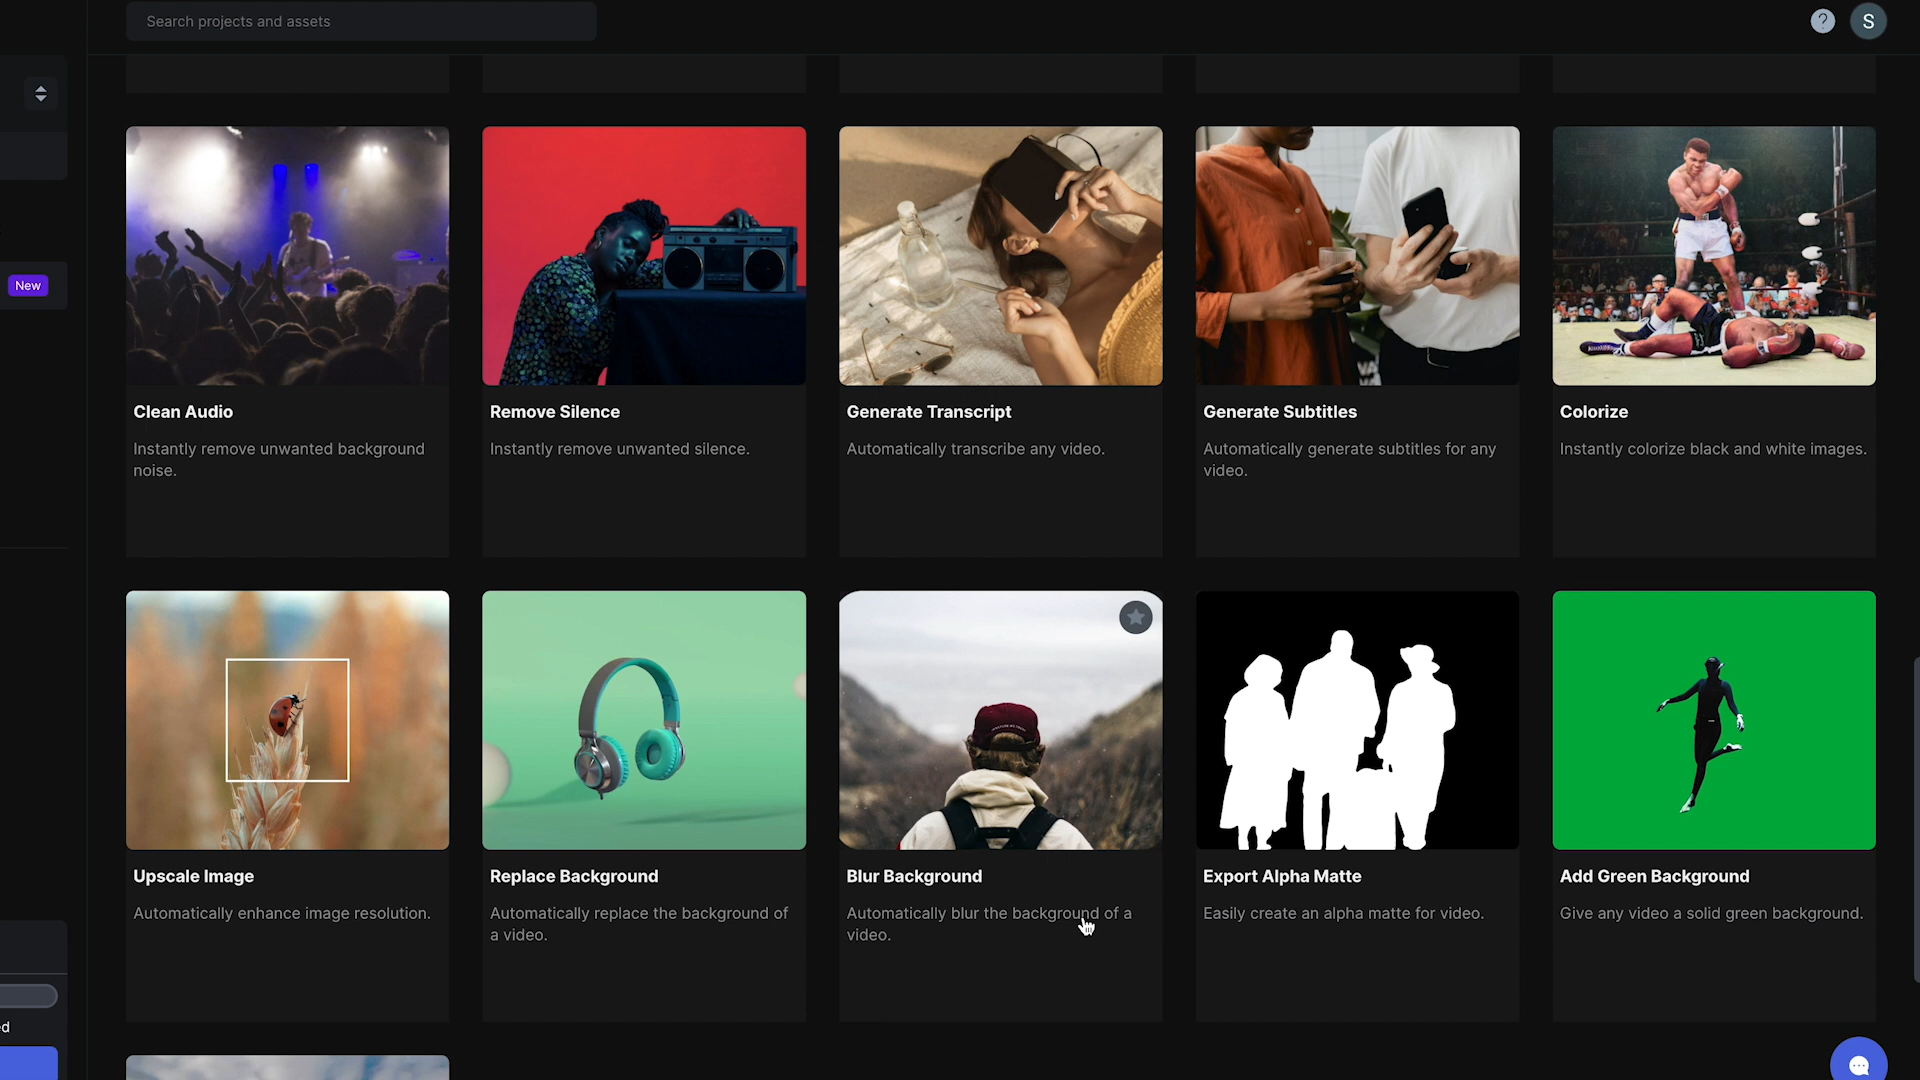 Search projects and assets
?
S
New
Clean Audio
Instantly remove unwanted background
noise.
Remove Silence
Instantly remove unwanted silence.
Generate Transcript
Automatically transcribe any video.
Generate Subtitles
Automatically generate subtitles for any
video.
Colorize
Instantly colorize black and white images.
Upscale Image
Automatically enhance image resolution.
Replace Background
Automatically replace the background of
a video.
Blur Background
Automatically blur the background of a
video.
Export Alpha Matte
Easily create an alpha matte for video.
Add Green Background
Give any video a solid green background.
ed